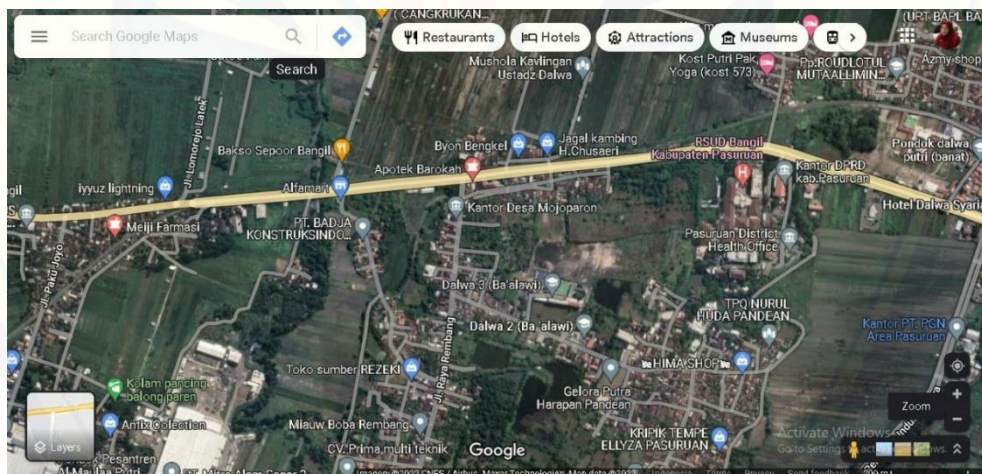 ( CANGKRUKAN...
(UPT BAPL BA
Search Google Maps
Restaurants
Hotels
Attractions
Museums
Search
Mushola Kavlingan
Ustadz Dalwa
Kost Putri Pak
Yoga (kost 573)
Pp.ROUDLOTUL
MUTAALLIMIN...
Azmy shop
Jl. Lomorejo Latek
Bakso Sepoor Bangil
Byon Bengkel
Jagal kambing
H.Chusaeri
RSUD Bangil
Kabupaten Pasuruan
Pondok dalwa
putri (banat)
Apotek Barokah
Kantor DPRD
kab.Pasuruan
iyyuz lightning
Alfamart
Hotel Dalwa Syaria
Kantor Desa Mojoparon
Meiji Farmasi
PT. BADJA
KONSTRUKSINDO...
Pasuruan District
Health Office
Jl. Paku Joyo
Dalwa 3 (Ba'alawi)
TPQ NURUL
HUDA PANDEAN
Dalwa 2 (Ba 'alawi)
Kantor PT. PGN
Area Pasuruan
Jl. Raya Rembang
Toko sumber REZEKI
HIMA SHOP
Gelora Putra
Harapan Pandean
Kolam pancing
balong paren
Zoom
Antix Colection
Miauw Boba Rembang
KRIPIK TEMPE
ELLYZA PASURUAN
Activate Windows
Layers
CV. Prima,multi teknik
Google
Pesantren